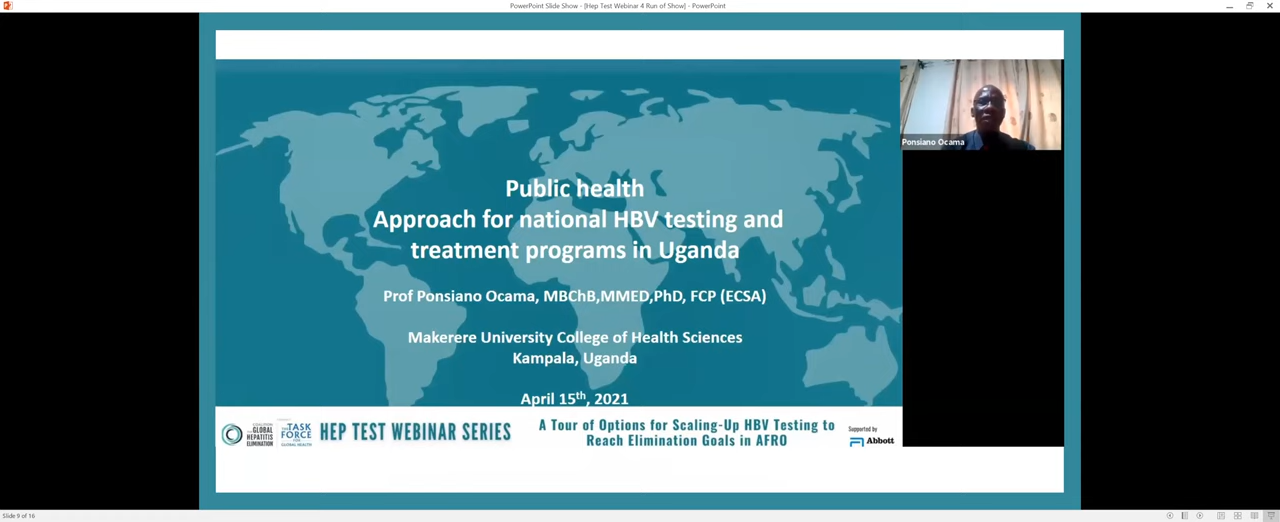 PowerPoint Slide Show - [Hep Test Webinar 4 Run of Show] - PowerPoint
Public health
Approach for national HBV testing and
treatment programs in Uganda
Prof Ponsiano Ocama, MBChB,MMED,PhD, FCP (ECSA)
Makerere University College of Health Sciences
Kampala, Uganda
April 15th, 2021
Ponsiano Ocama
COALITION
GLOBAL
HEPATITIS
ELIMINATION
TASK
FORCE
GLOBAL HEALTH
HEP TEST WEBINAR SERIES
A Tour of Options for Scaling-Up HBV Testing to
Reach Elimination Goals in AFRO
Supported by
Abbott
Slide 9 of 16